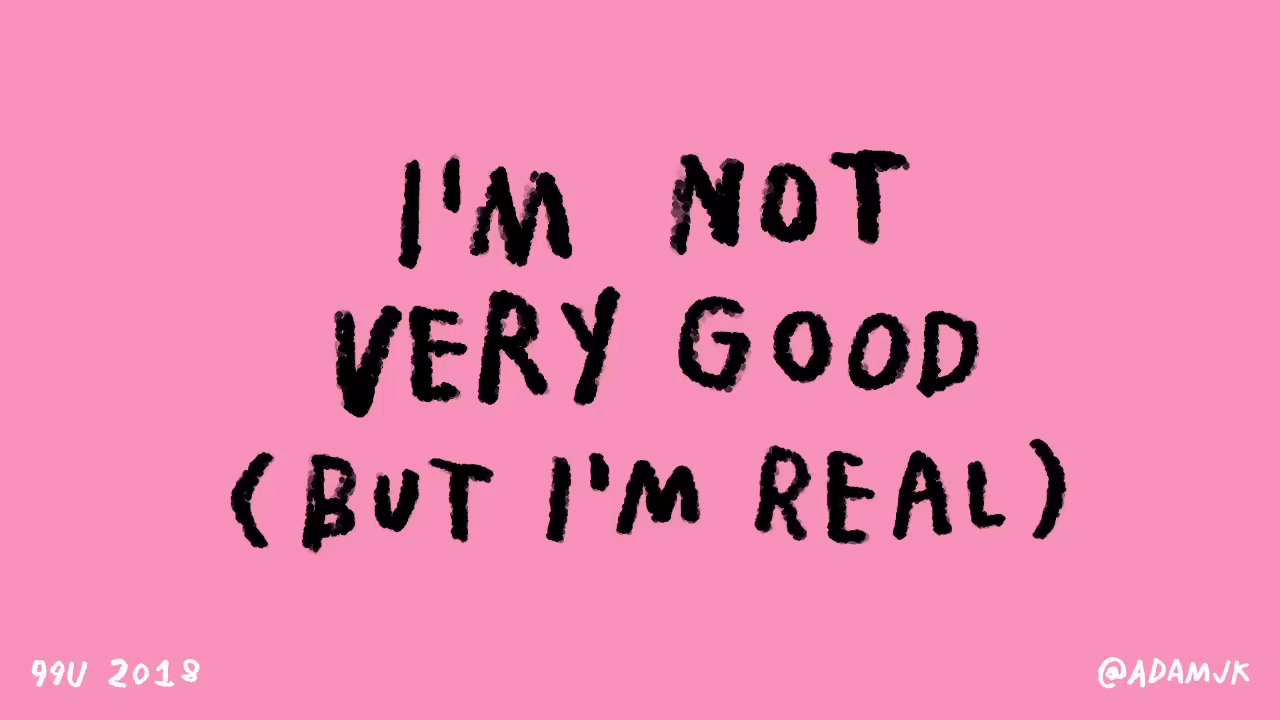 I'M NOT
VERY GOOD
(BUT I'M REAL)
99U 2018
@ADAMJK